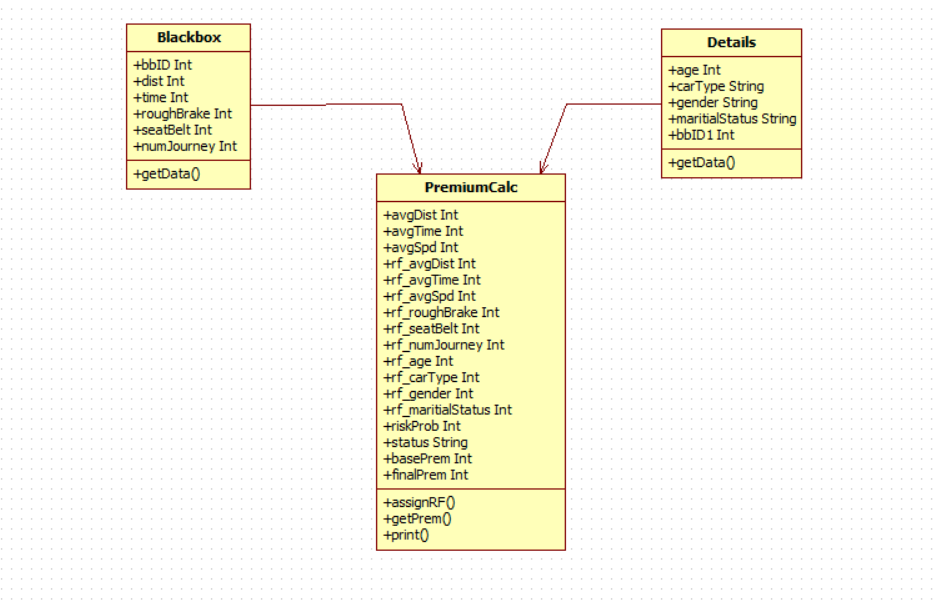 Blackbox
+bbID Int
+dist Int
+time Int
+roughBrake Int
+seatBelt Int
+numJourney Int
+getData()
Details
+age Int
+carType String
+gender String
+maritialStatus String
+bbID1 Int
+getData()
PremiumCalc
+avgDist Int
+avgTime Int
+avgSpd Int
+rf_avgDist Int
+rf_avgTime Int
+rf_avgSpd Int
+rf_roughBrake Int
+rf_seatBelt Int
+rf_numJourney Int
+rf_age Int
+rf_carType Int
+rf_gender Int
+rf_maritialStatus Int
+riskProb Int
+status String
+basePrem Int
+finalPrem Int
+assignRF()
+getPrem()
+print()